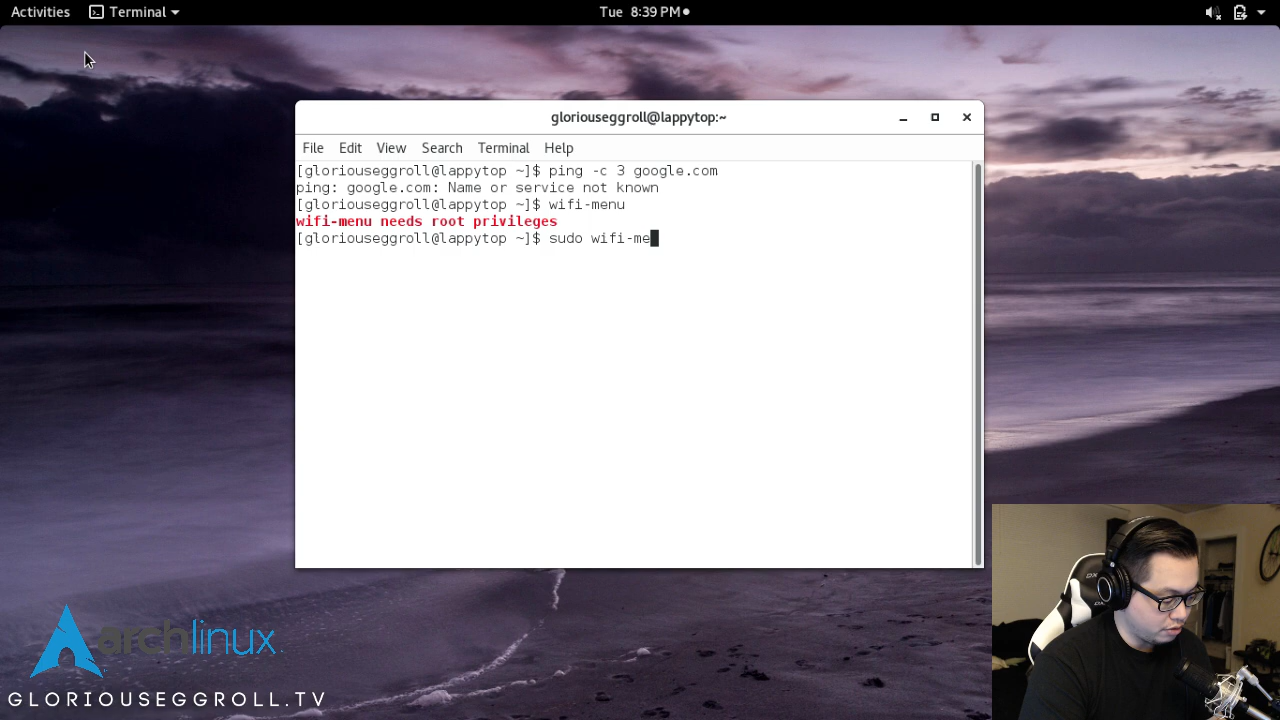 Activities
Terminal
Tue 8:39 PM
gloriouseggroll@lappytop:~
File Edit View Search Terminal Help
[gloriouseggroll@lappytop ~]$ ping -c 3 google.com
ping: google.com: Name or service not known
[gloriouseggroll@lappytop ~]$ wifi-menu
wifi-menu needs root privileges
[gloriouseggroll@lappytop ~]$ sudo wifi-me
archlinux
GLORIOUSEGGROLL.TV